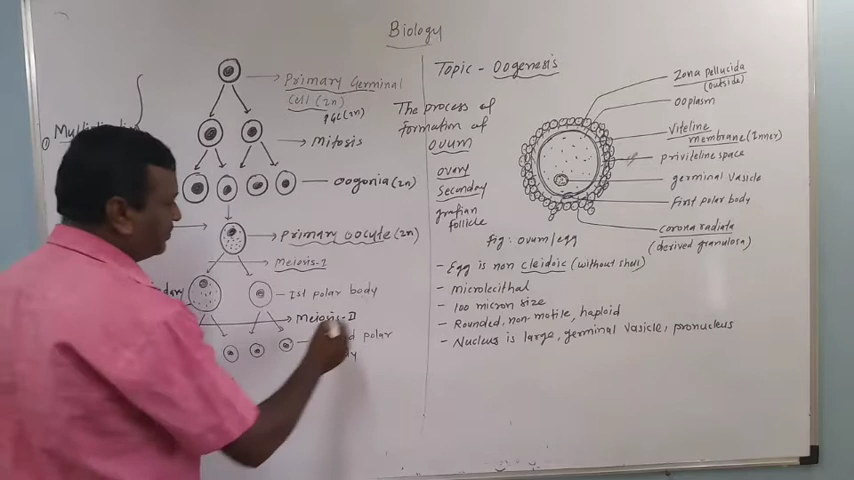 Biology
Primary Germinal
Cell (2n)
PGC(2n)
Mitosis
Oogonia (2n)
Primary oocyte (2n)
Meiosis-I
1st polar body
Meiosis-II
polar
Topic - Oogenesis
The process of
formation of
ovum
ovary
Secondary
grafian
follicle
Zona pellucida
(outside)
ooplasm
Viteline
membrane (Inner)
priviteline space
germinal vasicle
First polar body
corona radiata
(derived granulosa)
fig: ovum/egg
- Egg is non cleidoic (without shell)
- Microlecithal
- 100 micron size
- Rounded, non-motile, haploid
- Nucleus is large, germinal vasicle, pronucleus